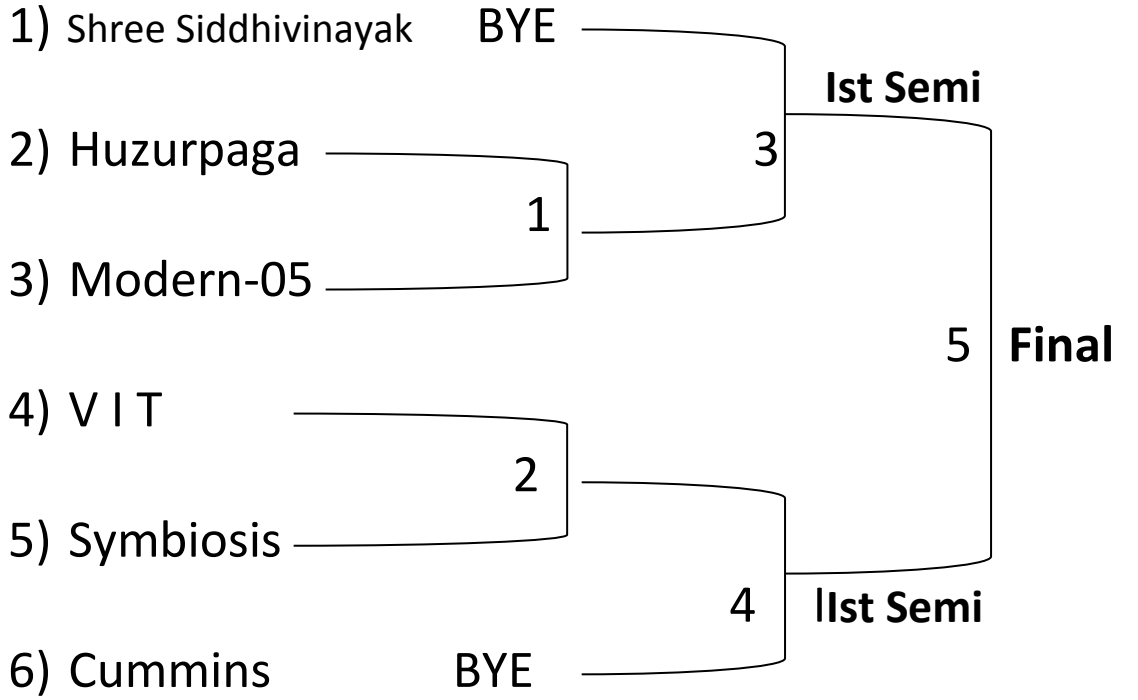 1) Shree Siddhivinayak BYE
Ist Semi
2) Huzurpaga
3
1
3) Modern-05
5 Final
4) V I T
2
5) Symbiosis
4 IIst Semi
6) Cummins BYE